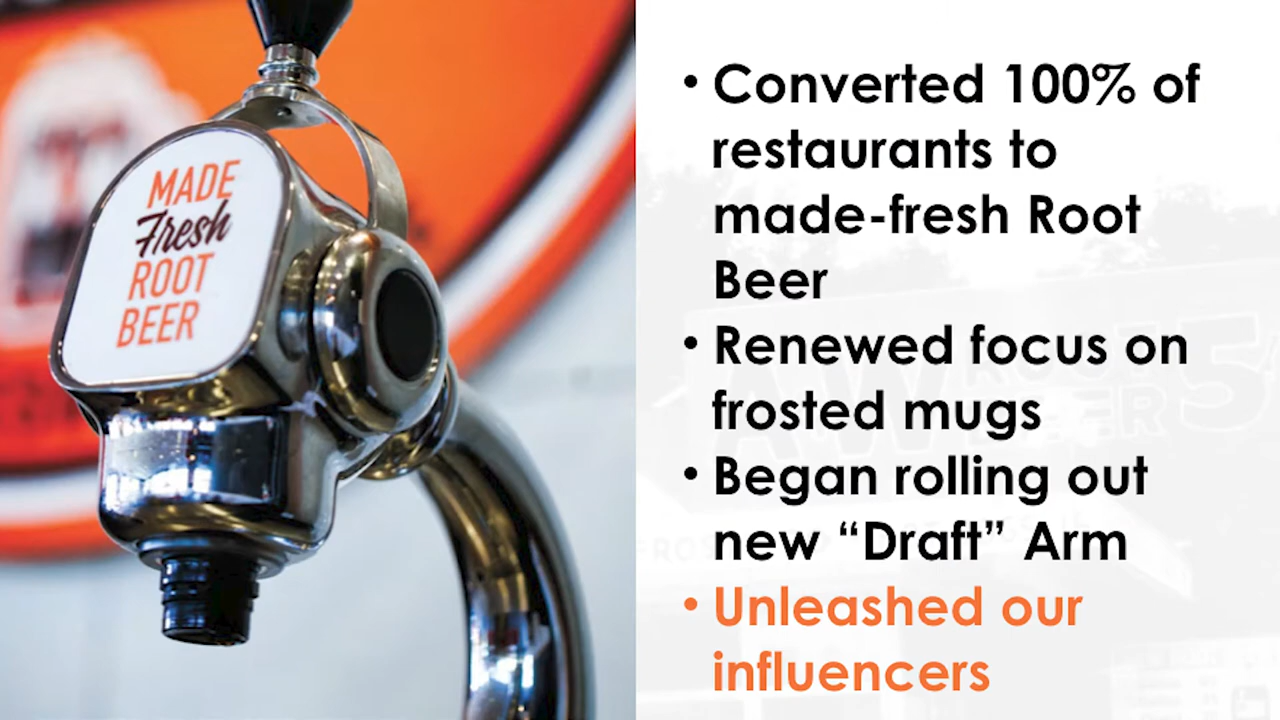 MADE
Fresh
ROOT
BEER
• Converted 100% of
restaurants to
made-fresh Root
Beer
• Renewed focus on
frosted mugs
• Began rolling out
new “Draft” Arm
• Unleashed our
influencers